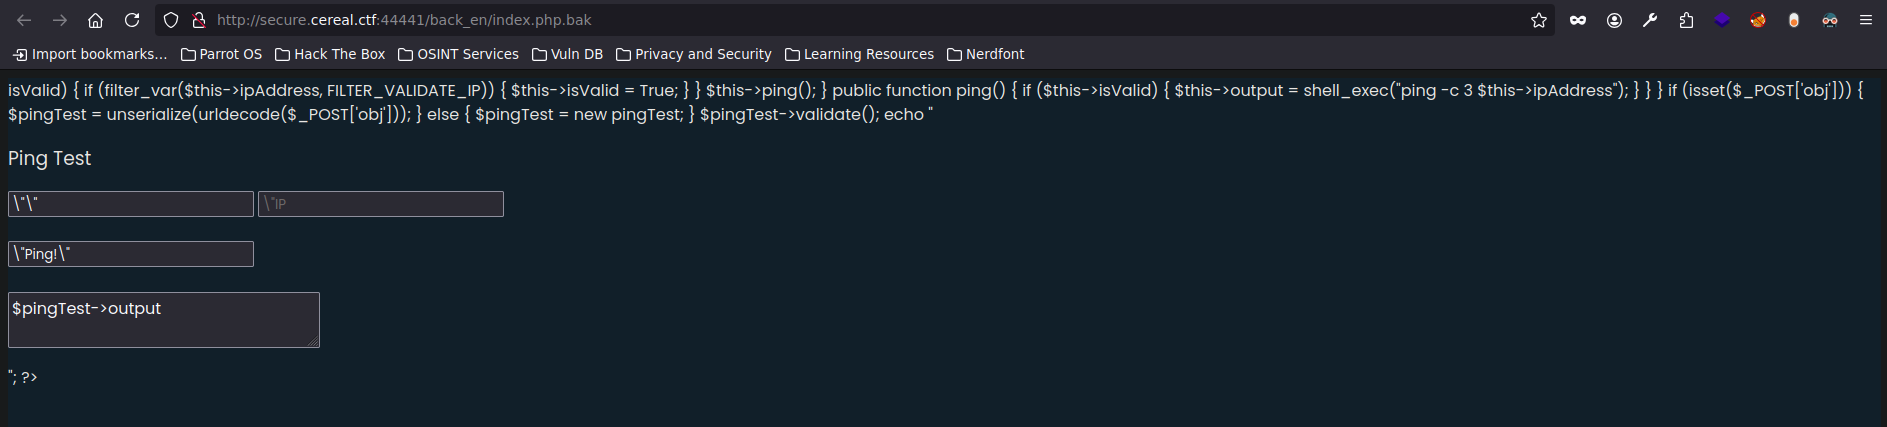 http://secure.cereal.ctf:44441/back_en/index.php.bak
Import bookmarks... Parrot OS Hack The Box OSINT Services Vuln DB Privacy and Security Learning Resources Nerdfont
isValid) { if (filter_var($this->ipAddress, FILTER_VALIDATE_IP)) { $this->isValid = True; } } $this->ping(); } public function ping() { if ($this->isValid) { $this->output = shell_exec("ping -c 3 $this->ipAddress"); } } } if (isset($_POST['obj'])) {
$pingTest = unserialize(urldecode($_POST['obj'])); } else { $pingTest = new pingTest; } $pingTest->validate(); echo "
Ping Test
\"\" \"IP
\"Ping!\"
$pingTest->output
"; ?>